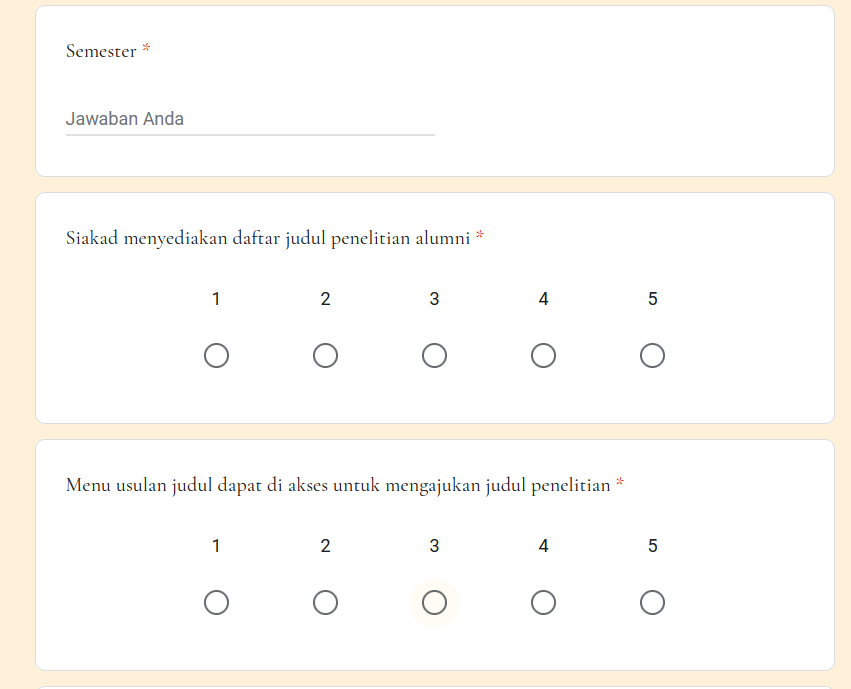 Semester *
Jawaban Anda
Siakad menyediakan daftar judul penelitian alumni *
1 2 3 4 5
Menu usulan judul dapat di akses untuk mengajukan judul penelitian *
1 2 3 4 5